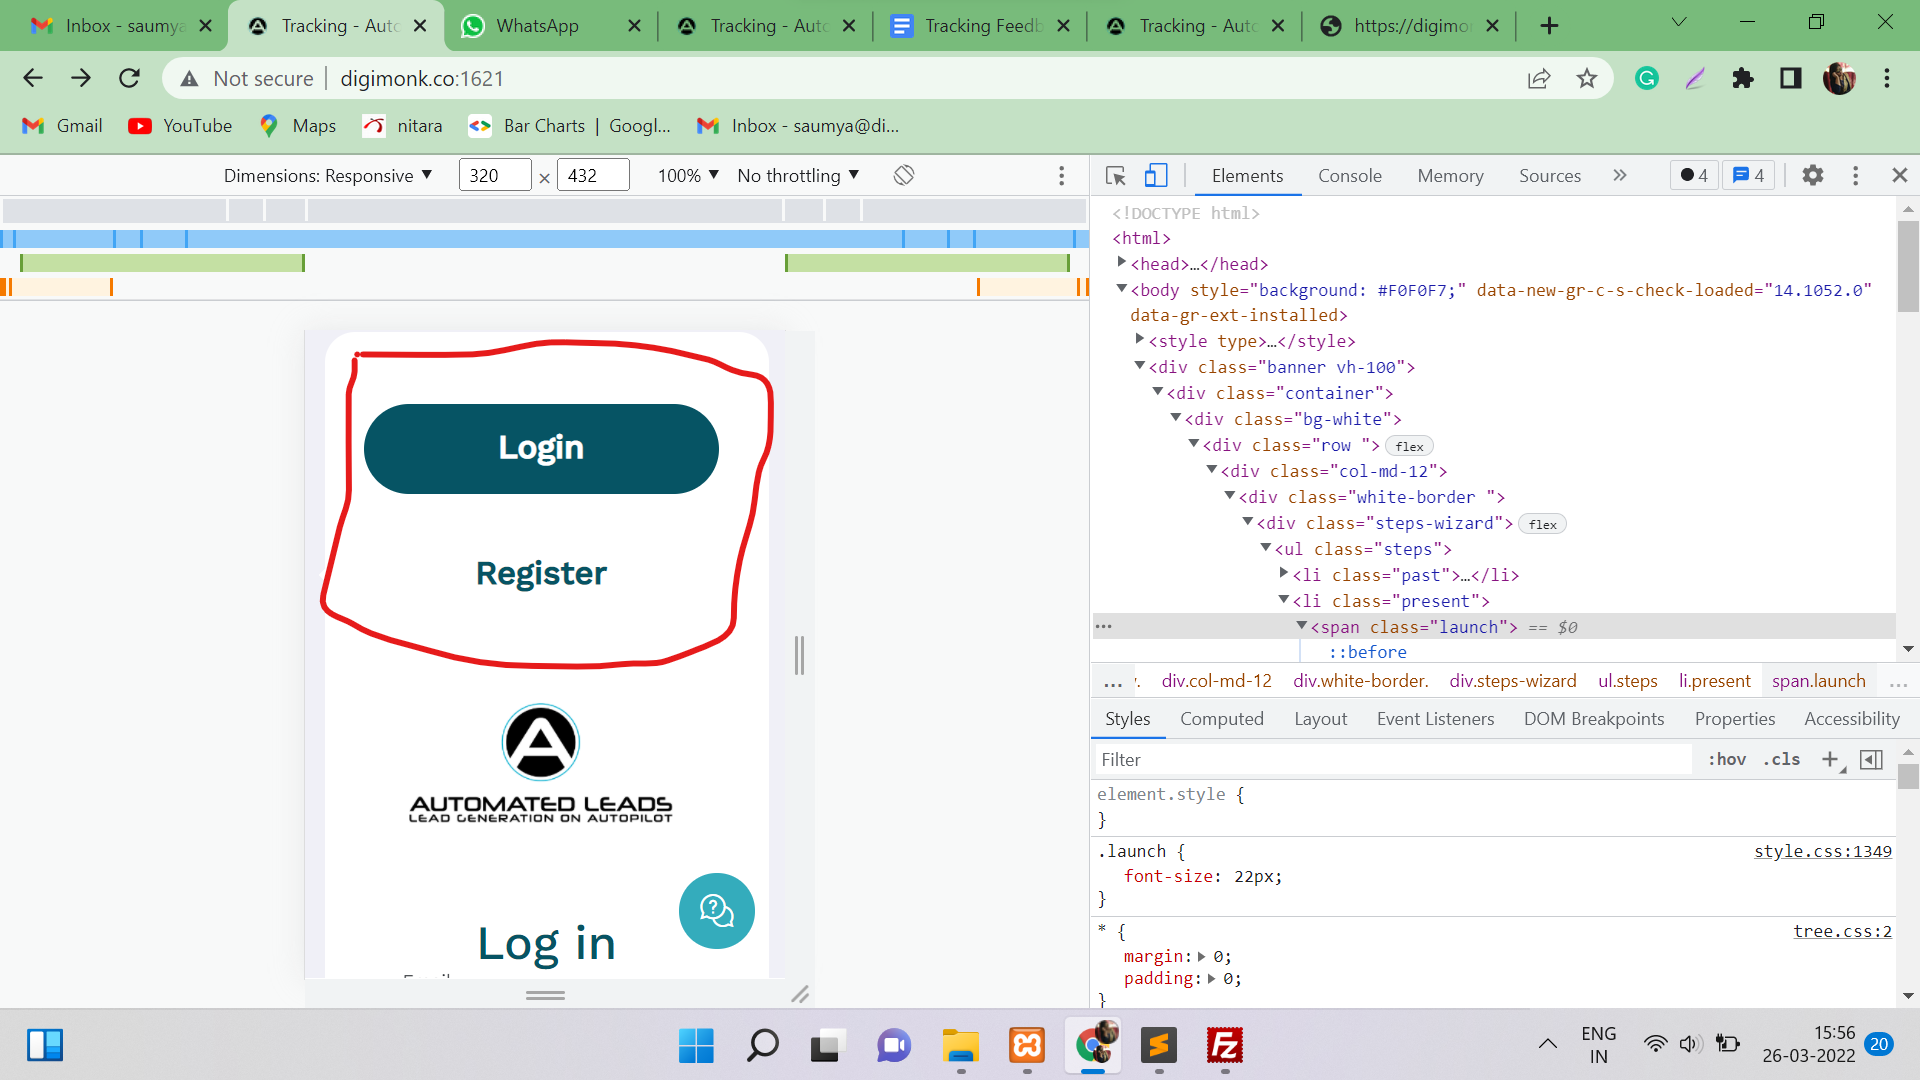 Inbox - saumya
Tracking - Auto
WhatsApp
Tracking - Auto
Tracking Feedb
Tracking - Auto
https://digimo
Not secure
digimonk.co:1621
Gmail
YouTube
Maps
nitara
Bar Charts | Googl...
Inbox - saumya@di...
Dimensions: Responsive
320
×
432
100%
No throttling
Elements
Console
Memory
Sources
»
4
4
<!DOCTYPE html>
<html>
<head>…</head>
<body style="background: #F0F0F7;" data-new-gr-c-s-check-loaded="14.1052.0"
data-gr-ext-installed>
<style type>…</style>
<div class="banner vh-100">
<div class="container">
<div class="bg-white">
<div class="row "> flex
<div class="col-md-12">
<div class="white-border ">
<div class="steps-wizard"> flex
<ul class="steps">
<li class="past">…</li>
<li class="present">
<span class="launch"> == $0
::before
... div.col-md-12 div.white-border. div.steps-wizard ul.steps li.present span.launch ...
Styles
Computed
Layout
Event Listeners
DOM Breakpoints
Properties
Accessibility
Filter
:hov
.cls
element.style {
}
.launch {
style.css:1349
font-size: 22px;
}
* {
tree.css:2
margin: 0;
padding: 0;
}
Login
Register
A
AUTOMATED LEADS
LEAD GENERATION ON AUTOPILOT
Log in
ENG
IN
15:56
26-03-2022
20